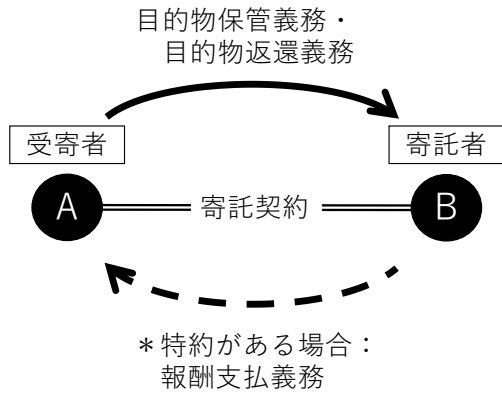 目的物保管義務・
目的物返還義務
受寄者
寄託者
A
寄託契約
B
＊特約がある場合：
報酬支払義務